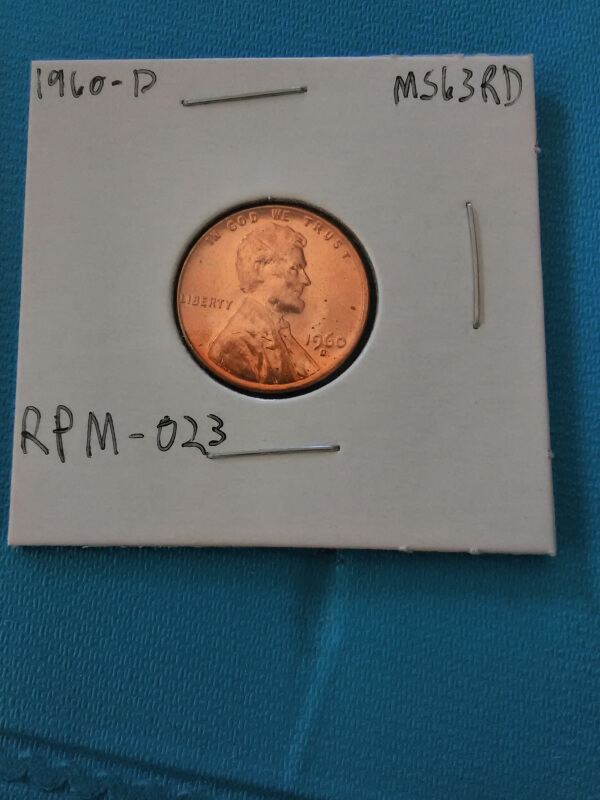 1960-D
MS63RD
IN GOD WE TRUST
LIBERTY
1960
D
RPM-023